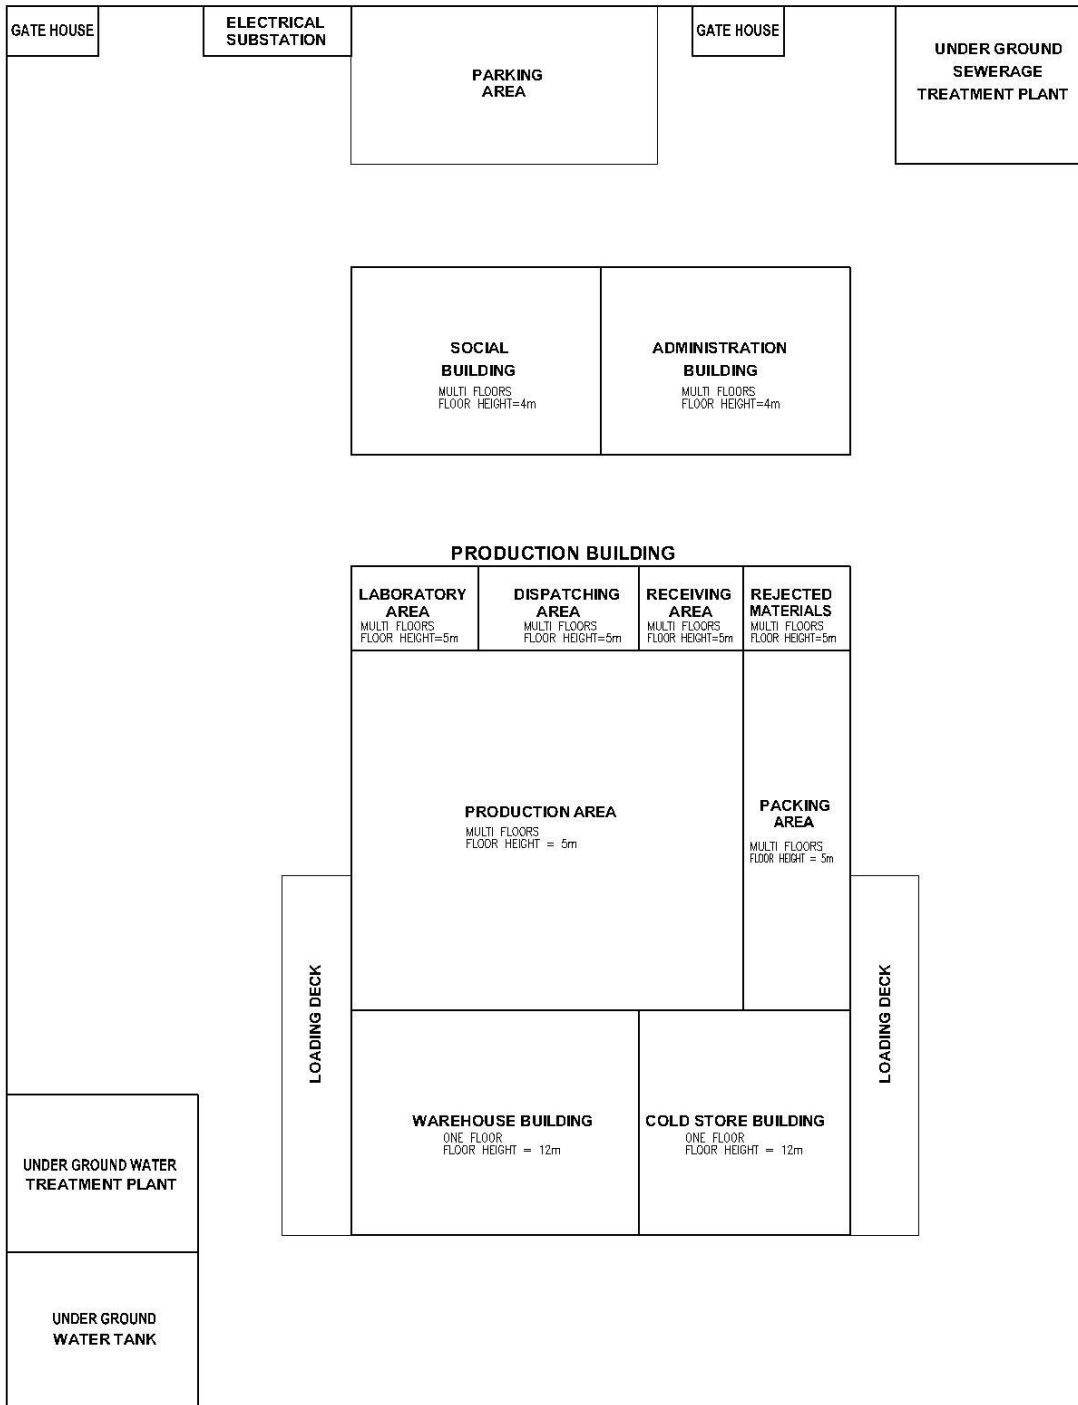 GATE HOUSE
ELECTRICAL
SUBSTATION
PARKING
AREA
GATE HOUSE
UNDER GROUND
SEWERAGE
TREATMENT PLANT
SOCIAL
BUILDING
MULTI FLOORS
FLOOR HEIGHT=4m
ADMINISTRATION
BUILDING
MULTI FLOORS
FLOOR HEIGHT=4m
PRODUCTION BUILDING
LABORATORY
AREA
MULTI FLOORS
FLOOR HEIGHT=5m
DISPATCHING
AREA
MULTI FLOORS
FLOOR HEIGHT=5m
RECEIVING
AREA
MULTI FLOORS
FLOOR HEIGHT=5m
REJECTED
MATERIALS
MULTI FLOORS
FLOOR HEIGHT=5m
PRODUCTION AREA
MULTI FLOORS
FLOOR HEIGHT = 5m
PACKING
AREA
MULTI FLOORS
FLOOR HEIGHT = 5m
LOADING DECK
LOADING DECK
WAREHOUSE BUILDING
ONE FLOOR
FLOOR HEIGHT = 12m
COLD STORE BUILDING
ONE FLOOR
FLOOR HEIGHT = 12m
UNDER GROUND WATER
TREATMENT PLANT
UNDER GROUND
WATER TANK